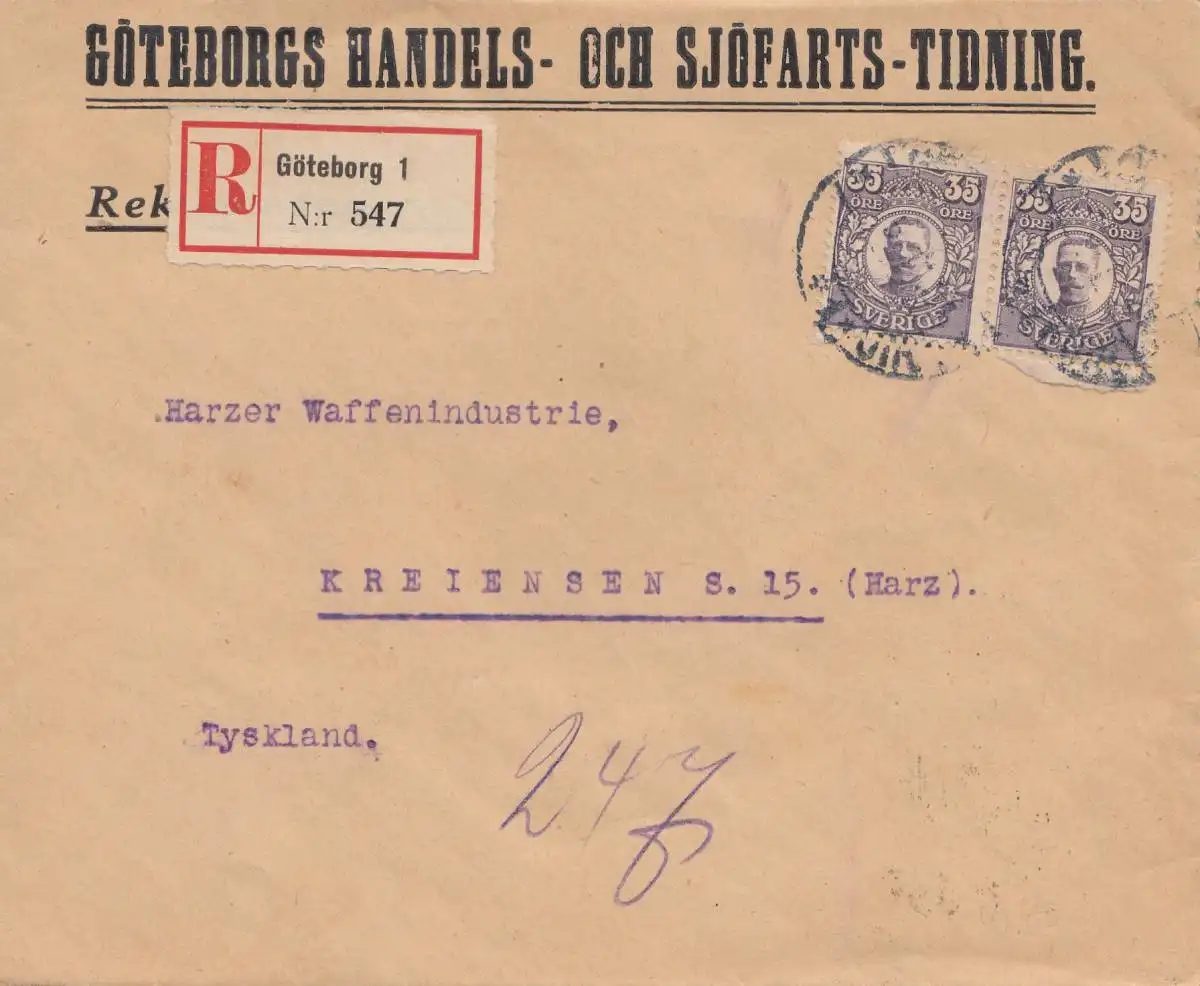 GÖTEBORGS HANDELS- OCH SJÖFARTS-TIDNING.
R Göteborg 1
N:r 547
Rek
35 35
ÖRE ÖRE
SVERIGE
35 35
ÖRE ÖRE
SVERIGE
Harzer Waffenindustrie,
KREIENSEN S. 15. (Harz).
Tyskland.